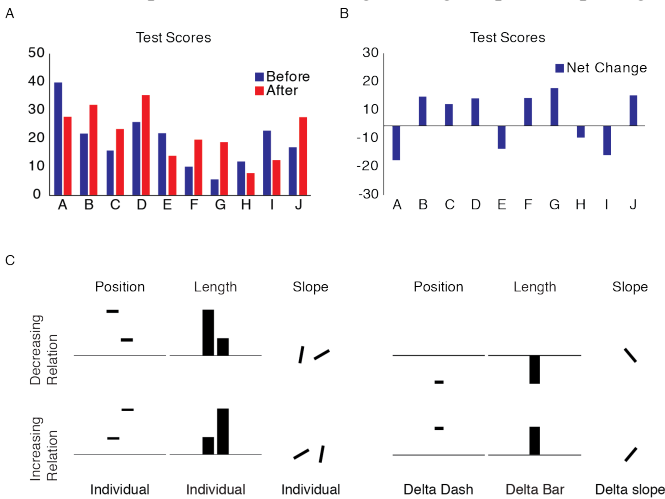 A
Test Scores
50
40
30
20
10
0
Before
After
A B C D E F G H I J
B
Test Scores
30
20
10
-10
-20
-30
Net Change
A B C D E F G H I J
C
Position Length Slope Position Length Slope
Decreasing
Relation
Increasing
Relation
Individual Individual Individual Delta Dash Delta Bar Delta slope